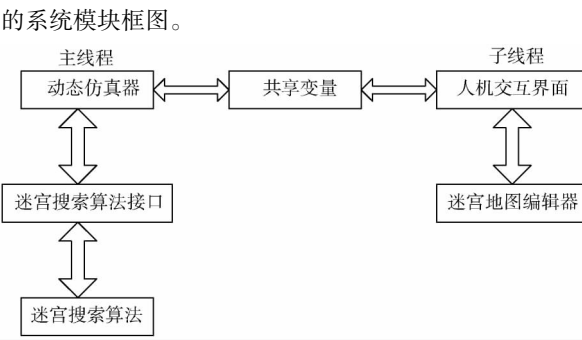 的系统模块框图。
主线程
子线程
动态仿真器
共享变量
人机交互界面
迷宫搜索算法接口
迷宫地图编辑器
迷宫搜索算法